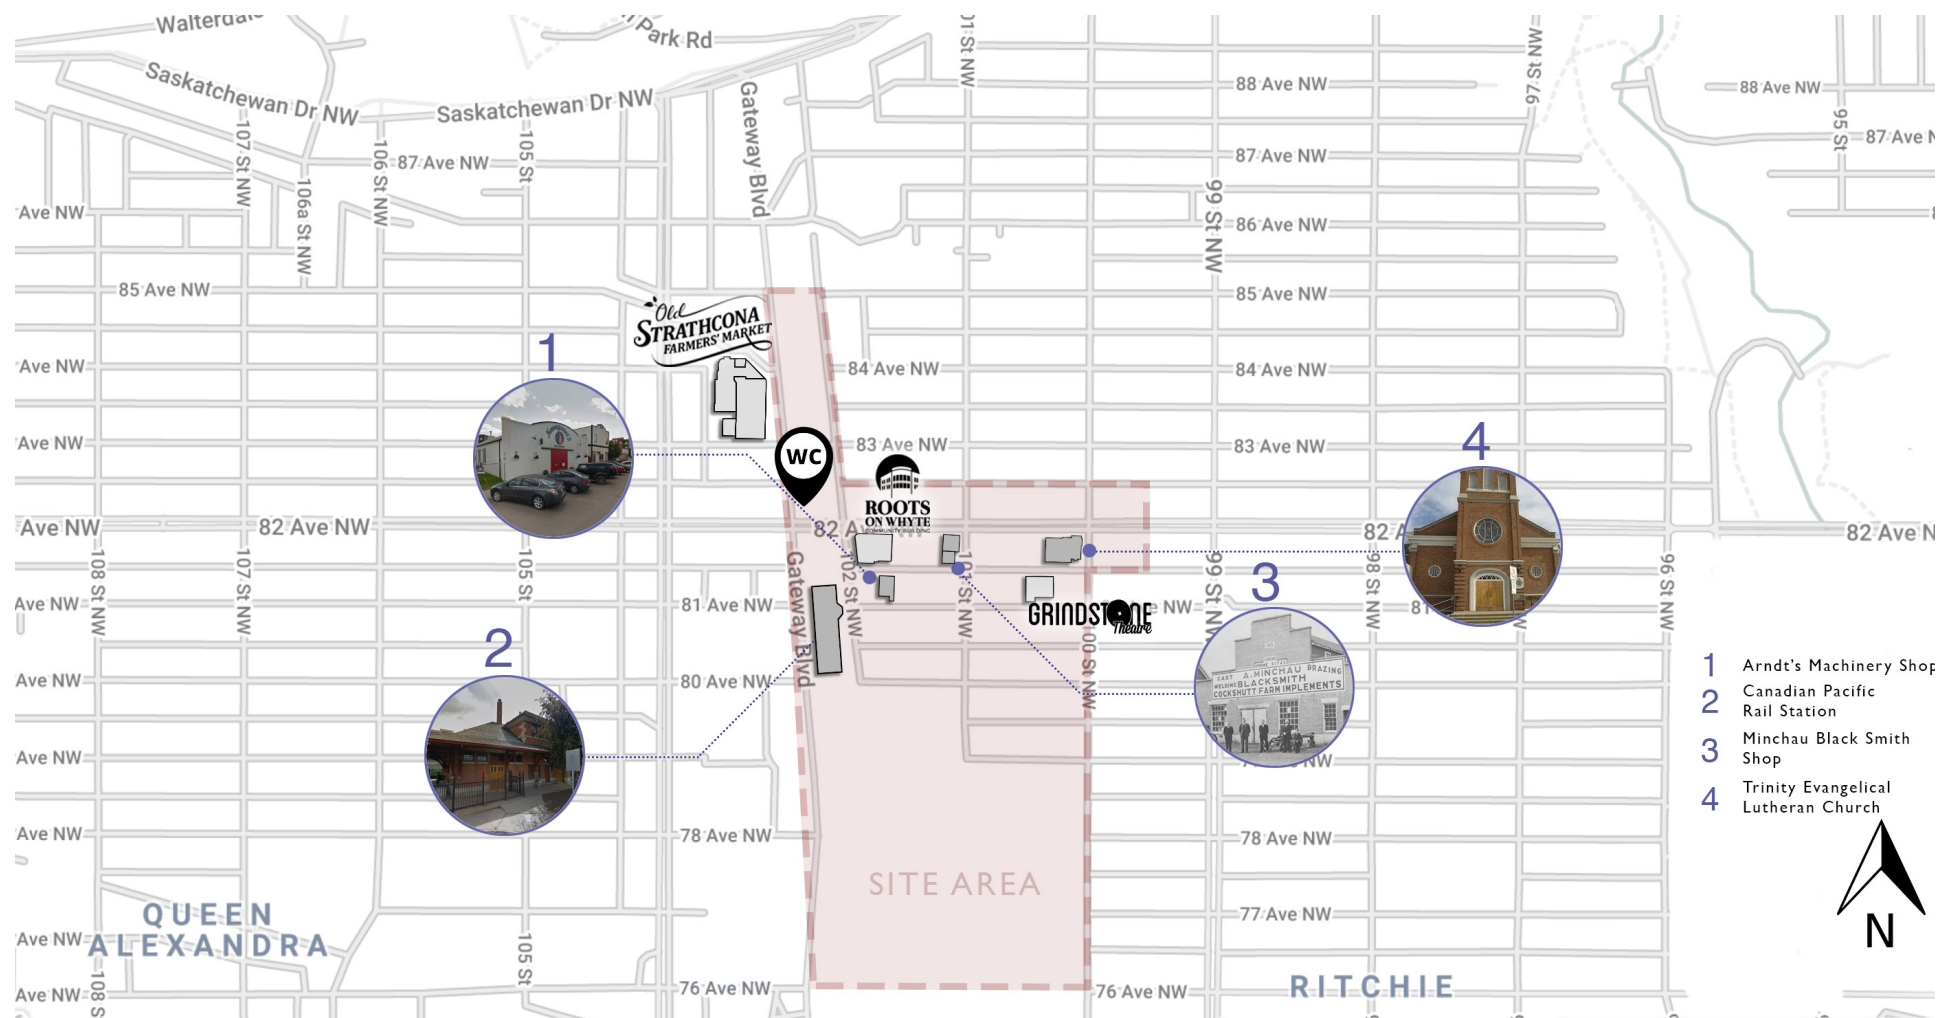 Park Rd
Saskatchewan Dr NW
Saskatchewan Dr NW
Gateway Blvd
88 Ave NW
97 St NW
88 Ave NW
95 St
87 Ave NW
107 St NW
106 St NW
105 St
87 Ave NW
106a St NW
Ave NW
99 St NW
86 Ave NW
85 Ave NW
85 Ave NW
Old
STRATHCONA
FARMERS' MARKET
1
Ave NW
84 Ave NW
84 Ave NW
Ave NW
83 Ave NW
83 Ave NW
4
WC
ROOTS
ON WHYTE
COMMUNITY BUILDING
Ave NW
82 Ave NW
82 Ave NW
108 St NW
107 St NW
105 St
Gateway Blvd
102 St NW
101 St NW
99 St NW
98 St NW
96 St NW
3
Ave NW
81 Ave NW
81
GRINDSTONE
Theatre
100 St NW
2
A.MINCHAU BRAZING
BLACKSMITH
COCKSHUTT FARM IMPLEMENTS
Ave NW
80 Ave NW
1 Arndt's Machinery Shop
2 Canadian Pacific
Rail Station
3 Minchau Black Smith
Shop
4 Trinity Evangelical
Lutheran Church
Ave NW
Ave NW
78 Ave NW
78 Ave NW
SITE AREA
QUEEN
ALEXANDRA
77 Ave NW
Ave NW
105 St
N
Ave NW
76 Ave NW
76 Ave NW
RITCHIE